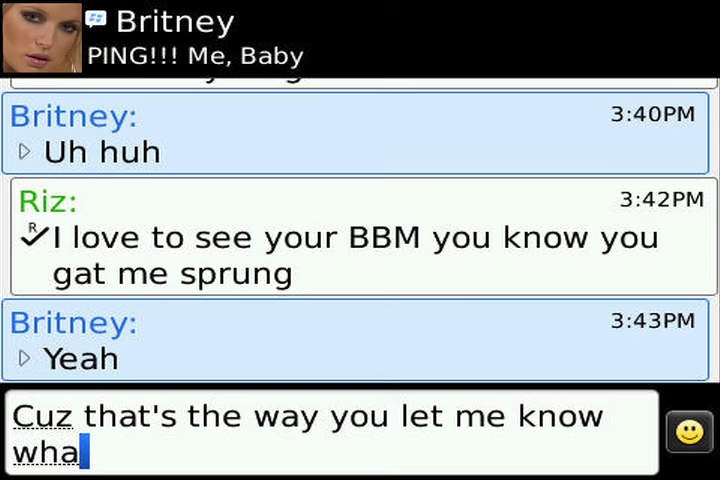 Britney
PING!!! Me, Baby
Britney:
3:40PM
Uh huh
Riz:
3:42PM
R
I love to see your BBM you know you
gat me sprung
Britney:
3:43PM
Yeah
Cuz that's the way you let me know
wha